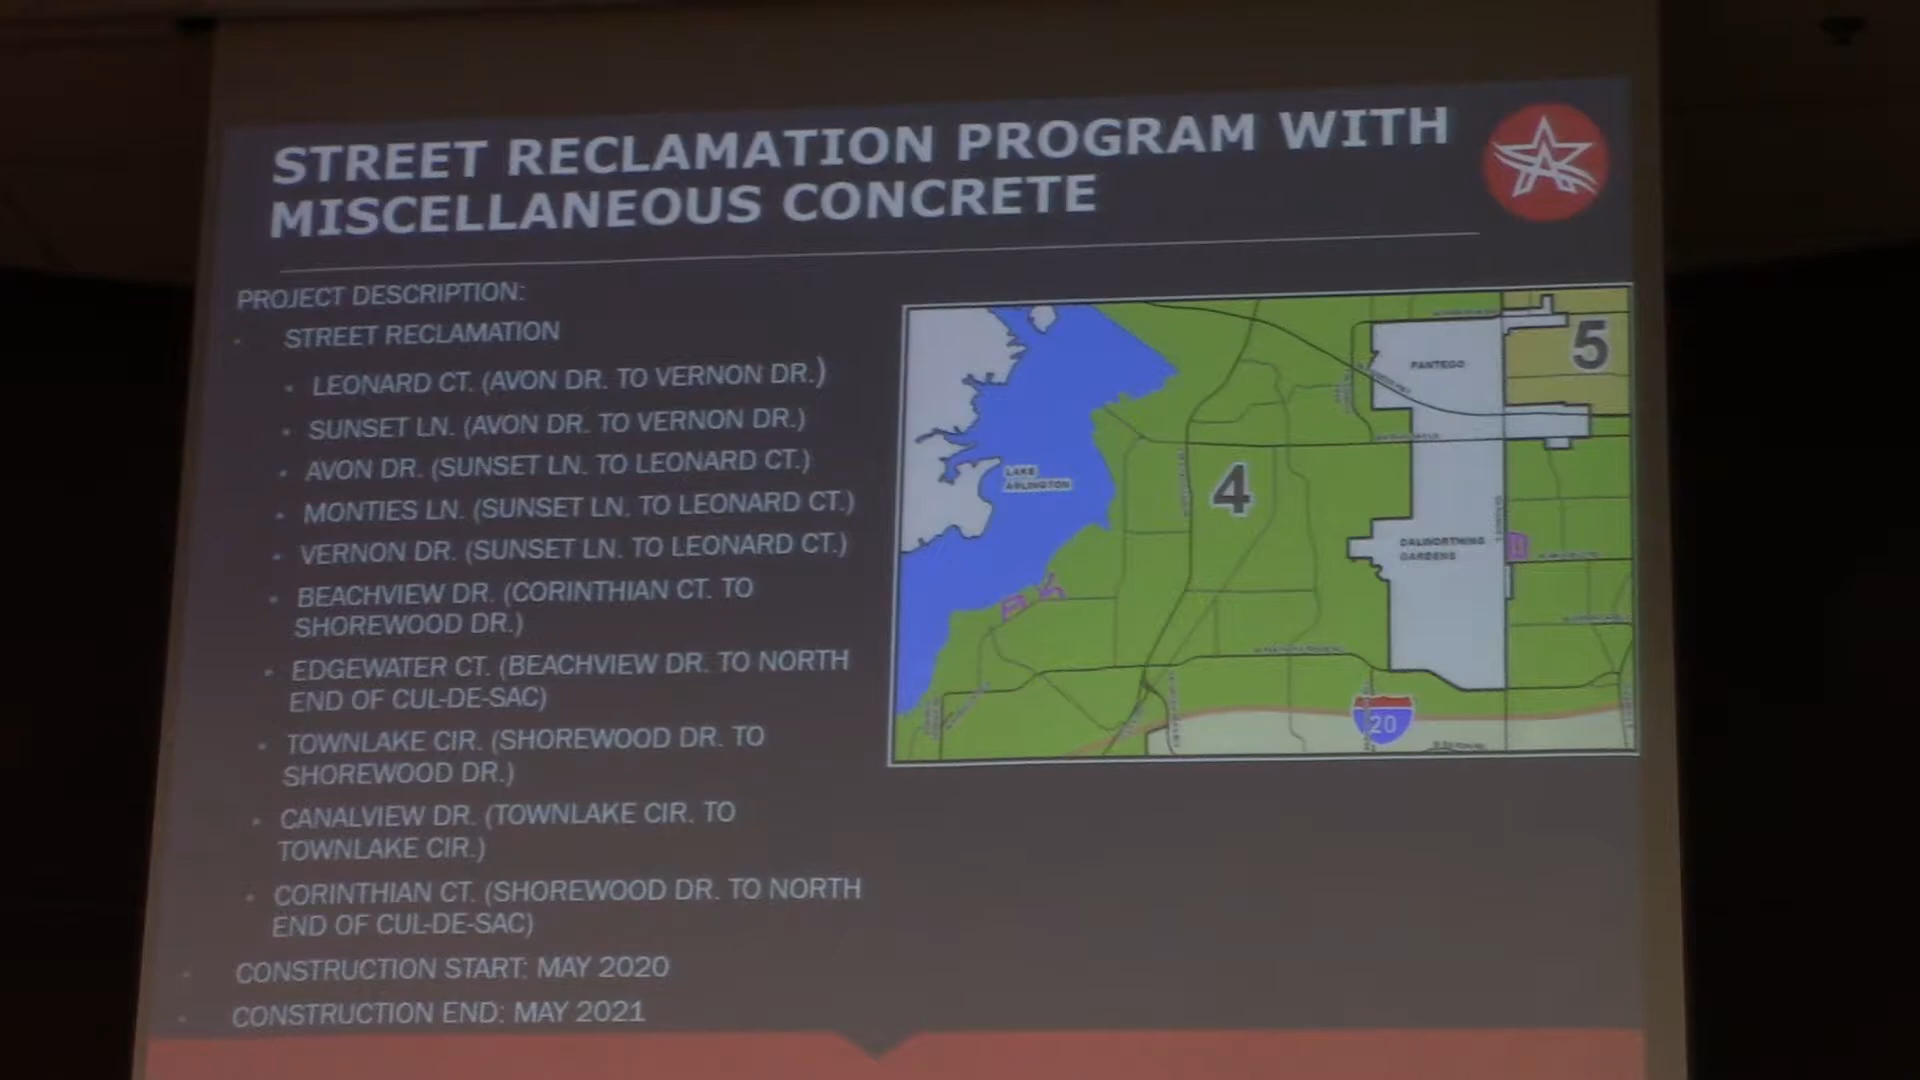 STREET RECLAMATION PROGRAM WITH
MISCELLANEOUS CONCRETE
PROJECT DESCRIPTION:
STREET RECLAMATION
LEONARD CT. (AVON DR. TO VERNON DR.)
SUNSET LN. (AVON DR. TO VERNON DR.)
AVON DR. (SUNSET LN. TO LEONARD CT.)
MONTIES LN. (SUNSET LN. TO LEONARD CT.)
VERNON DR. (SUNSET LN. TO LEONARD CT.)
BEACHVIEW DR. (CORINTHIAN CT. TO
SHOREWOOD DR.)
EDGEWATER CT. (BEACHVIEW DR. TO NORTH
END OF CUL-DE-SAC)
TOWNLAKE CIR. (SHOREWOOD DR. TO
SHOREWOOD DR.)
CANALVIEW DR. (TOWNLAKE CIR. TO
TOWNLAKE CIR.)
CORINTHIAN CT. (SHOREWOOD DR. TO NORTH
END OF CUL-DE-SAC)
CONSTRUCTION START: MAY 2020
CONSTRUCTION END: MAY 2021
5
PANTEGO
LAKE
ARLINGTON
4
DALWORTHING
GARDENS
20